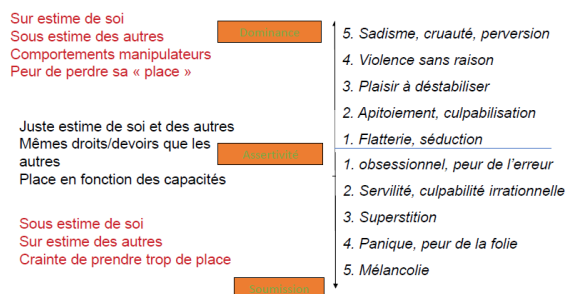 Sur estime de soi
Sous estime des autres
Comportements manipulateurs
Peur de perdre sa « place »
Dominance
5. Sadisme, cruauté, perversion
4. Violence sans raison
3. Plaisir à déstabiliser
2. Apitoiement, culpabilisation
1. Flatterie, séduction
Juste estime de soi et des autres
Mêmes droits/devoirs que les
autres
Place en fonction des capacités
Assertivité
1. obsessionnel, peur de l’erreur
2. Servilité, culpabilité irrationnelle
3. Superstition
4. Panique, peur de la folie
5. Mélancolie
Sous estime de soi
Sur estime des autres
Crainte de prendre trop de place
Soumission